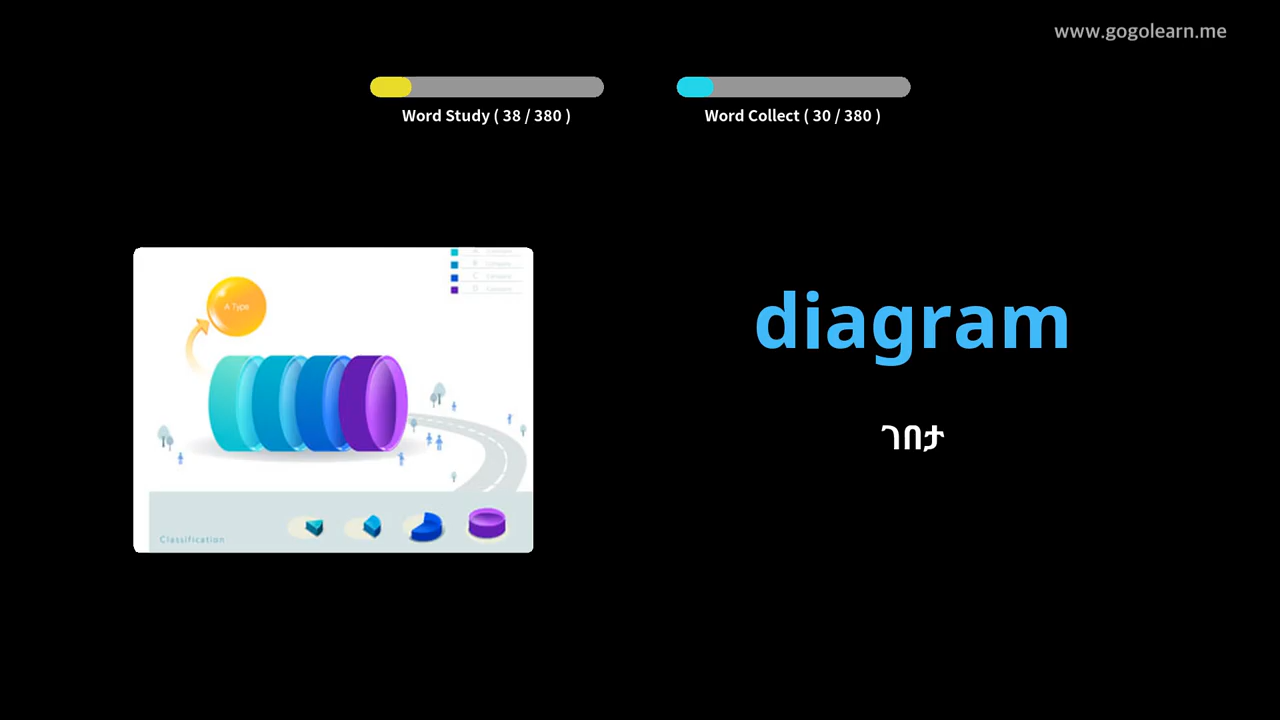 www.gogolearn.me
Word Study ( 38 / 380 )
Word Collect ( 30 / 380 )
A Type
A
B
C
D
diagram
ገበታ
Classification